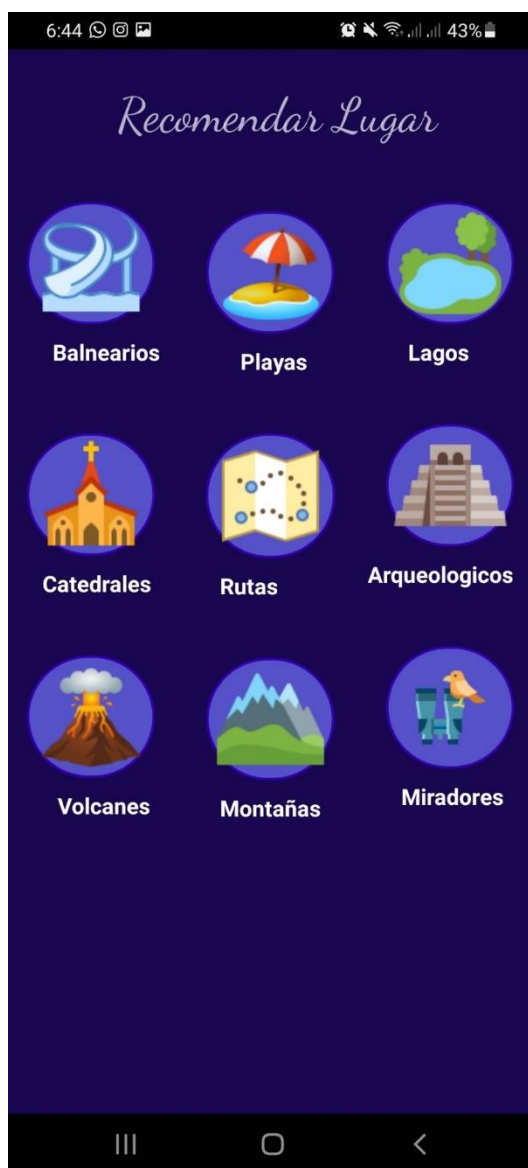 6:44 43%
Recomendar Lugar
Balnearios Playas Lagos
Catedrales Rutas Arqueologicos
Volcanes Montañas Miradores